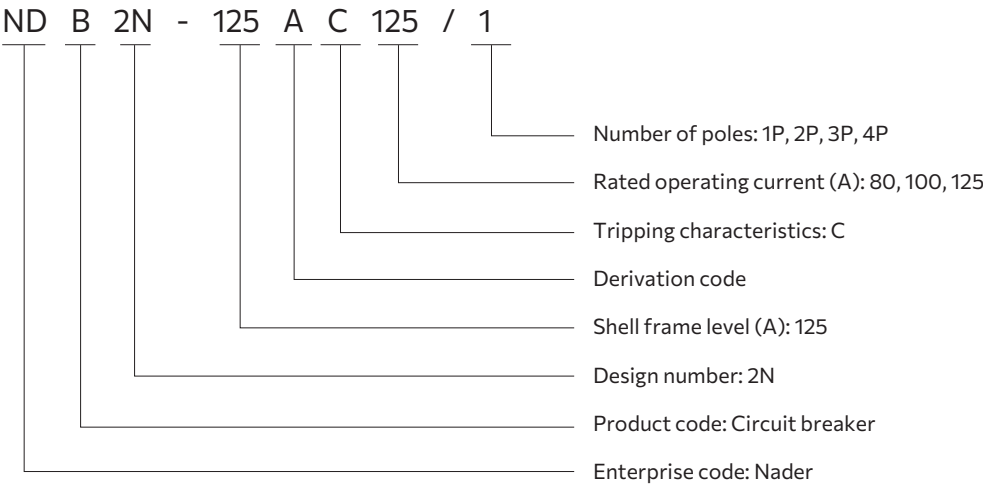 ND B 2N - 125 A C 125 / 1
Number of poles: 1P, 2P, 3P, 4P
Rated operating current (A): 80, 100, 125
Tripping characteristics: C
Derivation code
Shell frame level (A): 125
Design number: 2N
Product code: Circuit breaker
Enterprise code: Nader